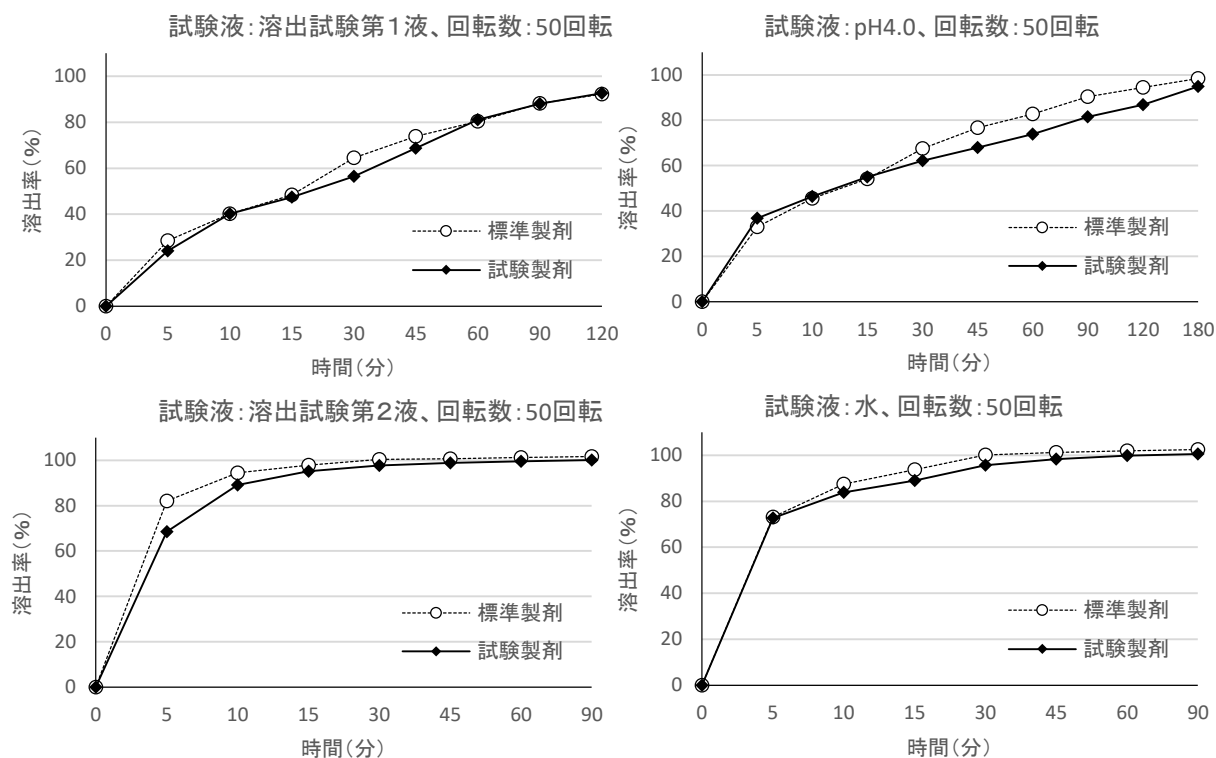 試験液:溶出試験第1液、回転数:50回転
溶出率(%)
100
80
60
40
20
0
標準製剤
試験製剤
0 5 10 15 30 45 60 90 120
時間(分)
試験液:pH4.0、回転数:50回転
溶出率(%)
100
80
60
40
20
0
標準製剤
試験製剤
0 5 10 15 30 45 60 90 120 180
時間(分)
試験液:溶出試験第2液、回転数:50回転
溶出率(%)
100
80
60
40
20
0
標準製剤
試験製剤
0 5 10 15 30 45 60 90
時間(分)
試験液:水、回転数:50回転
溶出率(%)
100
80
60
40
20
0
標準製剤
試験製剤
0 5 10 15 30 45 60 90
時間(分)